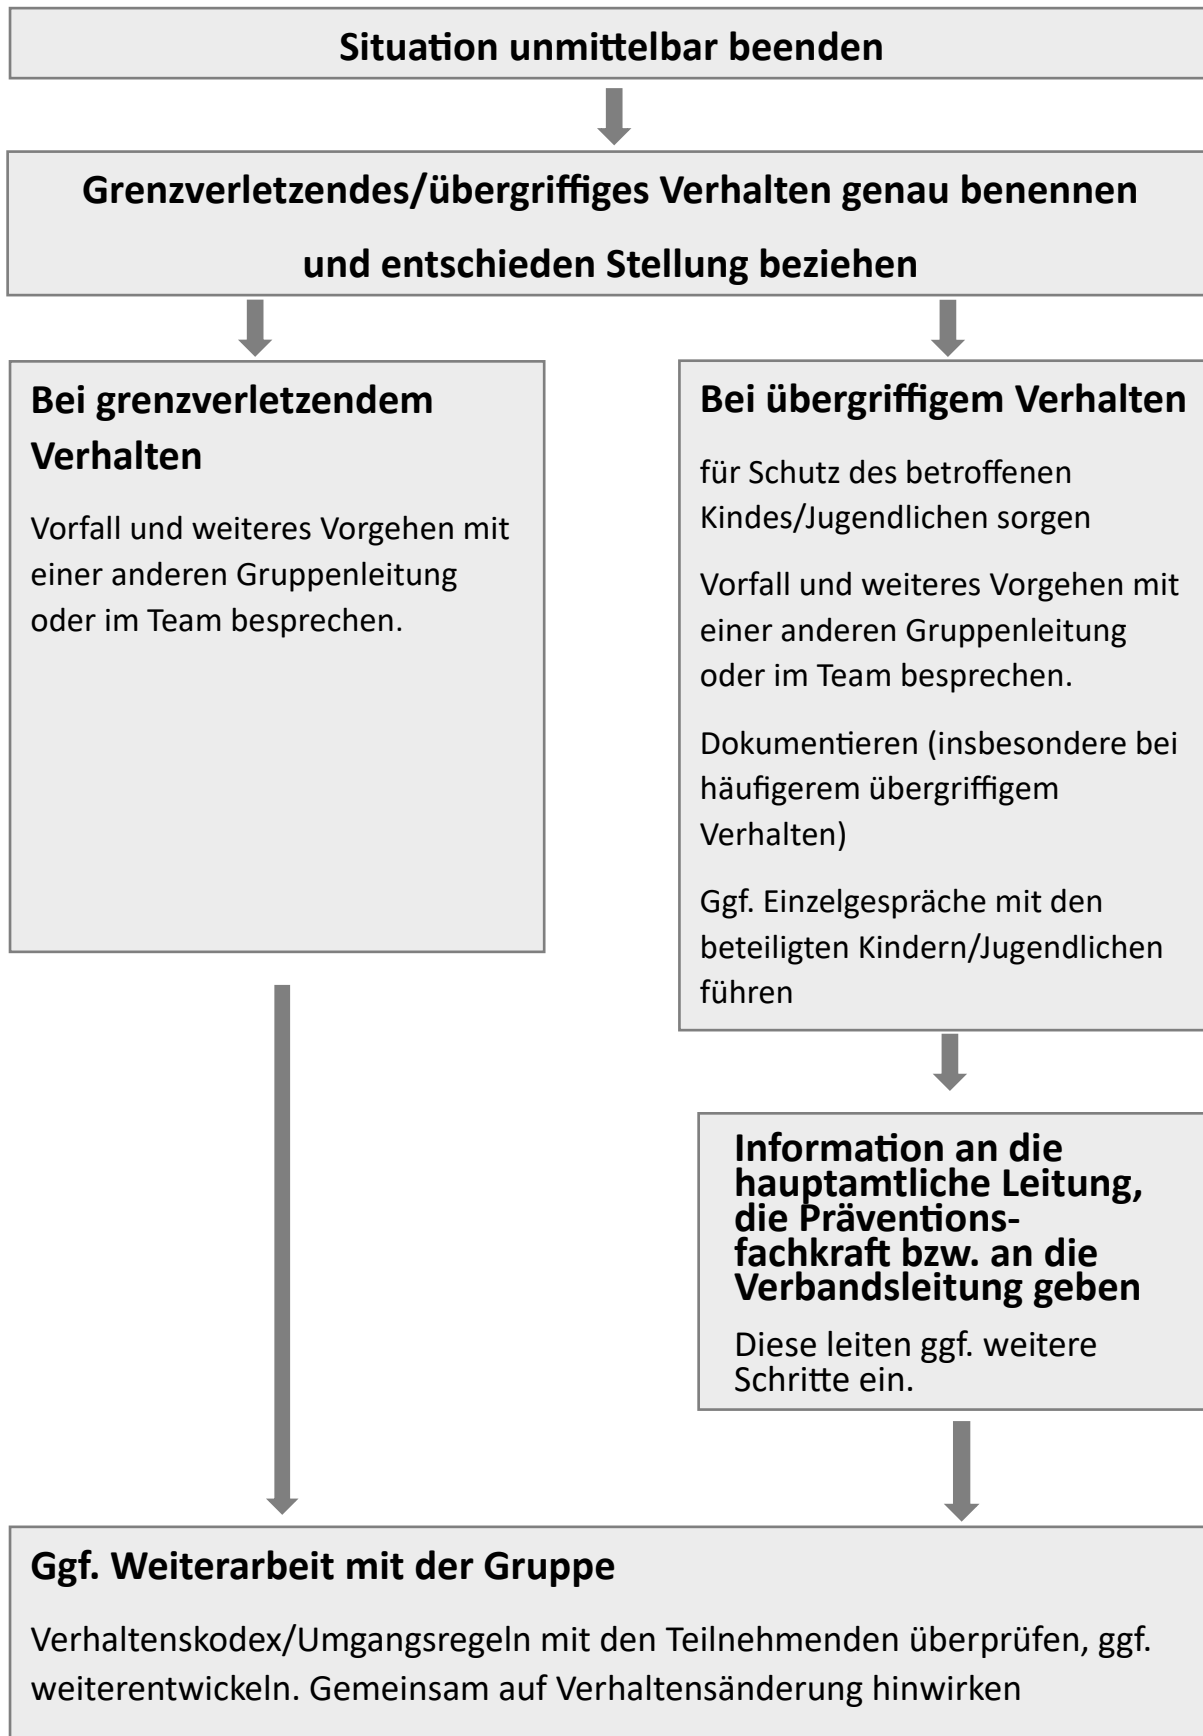 Situation unmittelbar beenden
Grenzverletzendes/übergriffiges Verhalten genau benennen
und entschieden Stellung beziehen
Bei grenzverletzendem
Verhalten
Vorfall und weiteres Vorgehen mit
einer anderen Gruppenleitung
oder im Team besprechen.
Bei übergriffigem Verhalten
für Schutz des betroffenen
Kindes/Jugendlichen sorgen
Vorfall und weiteres Vorgehen mit
einer anderen Gruppenleitung
oder im Team besprechen.
Dokumentieren (insbesondere bei
häufigerem übergriffigem
Verhalten)
Ggf. Einzelgespräche mit den
beteiligten Kindern/Jugendlichen
führen
Information an die
hauptamtliche Leitung,
die Präventions-
fachkraft bzw. an die
Verbandsleitung geben
Diese leiten ggf. weitere
Schritte ein.
Ggf. Weiterarbeit mit der Gruppe
Verhaltenskodex/Umgangsregeln mit den Teilnehmenden überprüfen, ggf.
weiterentwickeln. Gemeinsam auf Verhaltensänderung hinwirken